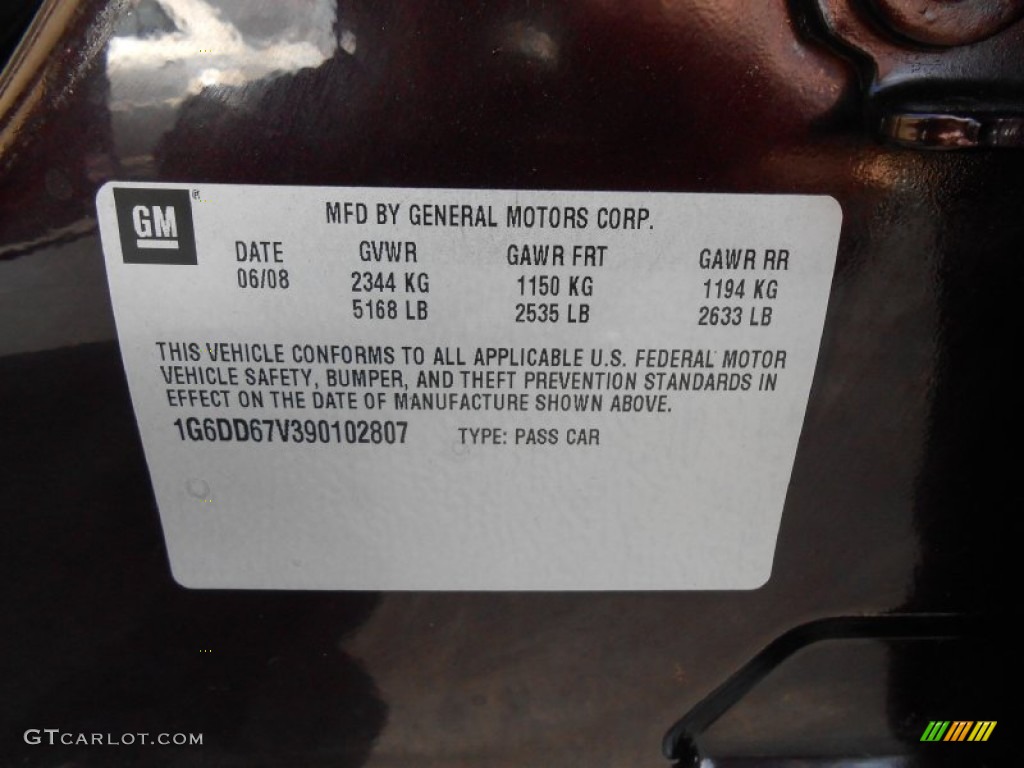 GM ®
MFD BY GENERAL MOTORS CORP.
DATE GVWR GAWR FRT GAWR RR
06/08 2344 KG 1150 KG 1194 KG
5168 LB 2535 LB 2633 LB
THIS VEHICLE CONFORMS TO ALL APPLICABLE U.S. FEDERAL MOTOR
VEHICLE SAFETY, BUMPER, AND THEFT PREVENTION STANDARDS IN
EFFECT ON THE DATE OF MANUFACTURE SHOWN ABOVE.
1G6DD67V390102807 TYPE: PASS CAR
GTCARLOT.COM